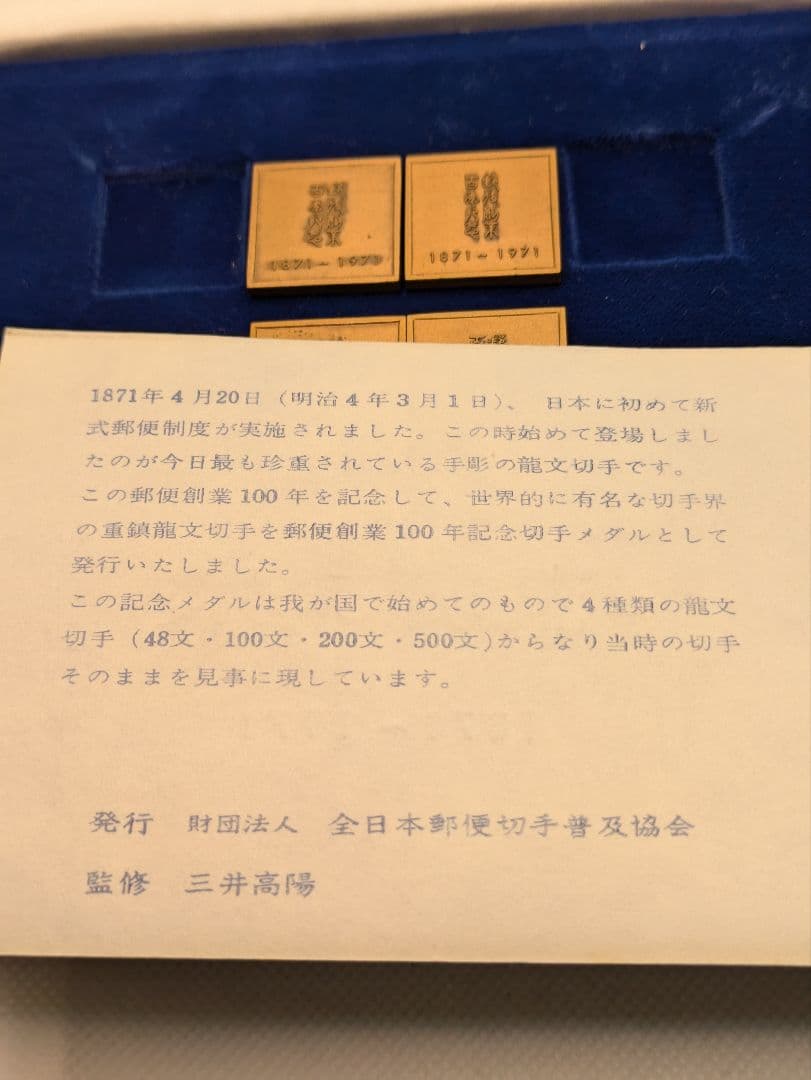 1871 - 1971
1871 - 1971
1871年4月20日（明治4年3月1日）、日本に初めて新
式郵便制度が実施されました。この時始めて登場しまし
たのが今日最も珍重されている手彫の龍文切手です。
この郵便創業100年を記念して、世界的に有名な切手界
の重鎮龍文切手を郵便創業100年記念切手メダルとして
発行いたしました。
この記念メダルは我が国で始めてのもので4種類の龍文
切手（48文・100文・200文・500文)からなり当時の切手
そのままを見事に現しています。
発行 財団法人 全日本郵便切手普及協会
監修 三井高陽